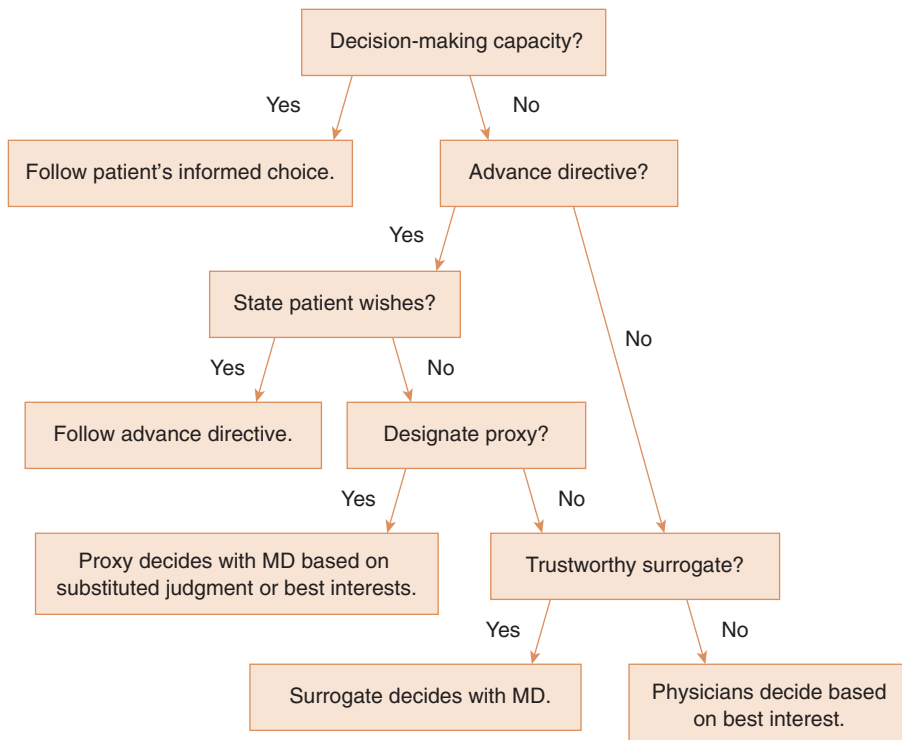 Decision-making capacity?
Yes
No
Follow patient’s informed choice.
Advance directive?
Yes
No
State patient wishes?
Yes
No
Follow advance directive.
Designate proxy?
Yes
No
Proxy decides with MD based on
substituted judgment or best interests.
Trustworthy surrogate?
Yes
No
Surrogate decides with MD.
Physicians decide based
on best interest.